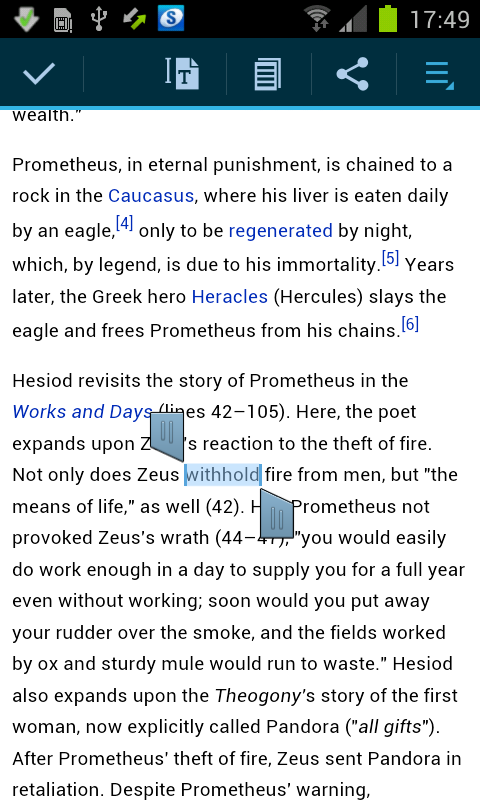 17:49
wealth."
Prometheus, in eternal punishment, is chained to a
rock in the Caucasus, where his liver is eaten daily
by an eagle,[4] only to be regenerated by night,
which, by legend, is due to his immortality.[5] Years
later, the Greek hero Heracles (Hercules) slays the
eagle and frees Prometheus from his chains.[6]
Hesiod revisits the story of Prometheus in the
Works and Days (lines 42–105). Here, the poet
expands upon 's reaction to the theft of fire.
Not only does Zeus withhold fire from men, but "the
means of life," as well (42). Prometheus not
provoked Zeus's wrath (44–47), "you would easily
do work enough in a day to supply you for a full year
even without working; soon would you put away
your rudder over the smoke, and the fields worked
by ox and sturdy mule would run to waste." Hesiod
also expands upon the Theogony's story of the first
woman, now explicitly called Pandora ("all gifts").
After Prometheus' theft of fire, Zeus sent Pandora in
retaliation. Despite Prometheus' warning,